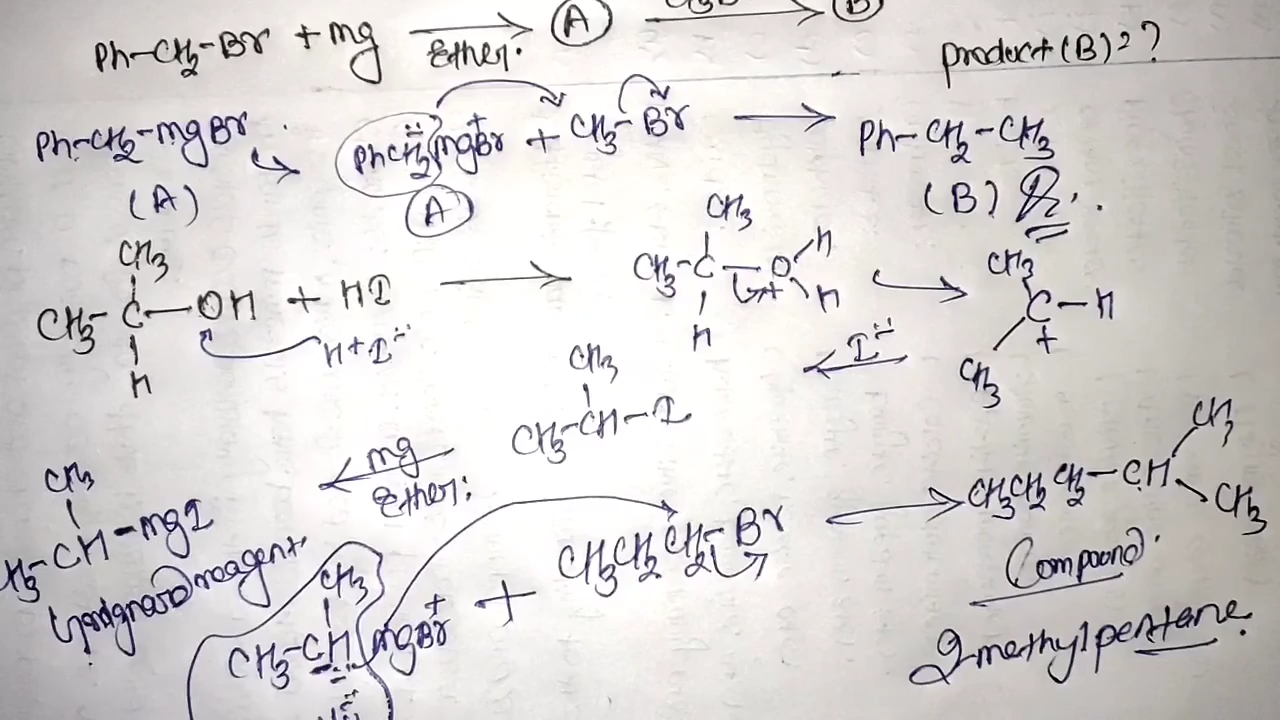 Ph-CH2-Br + mg → Ether. (A) → (B) product (B) = ?
Ph-CH2-mgBr . PhCH2 mgBr + + CH3-Br → Ph-CH2-CH3
(A) (A) (B)
CH3 CH3 CH3
CH3-C-OH + HI → CH3-C-O H H + → C-H +
H H+I- H I- CH3
CH3
CH3-CH-I
mg
Ether:
CH3
CH3-CH-mgI
CH3
CH3-CH mgBr + + CH3CH2CH2-Br → CH3CH2CH2-CH CH3 CH3
Compound.
2-methylpentane.